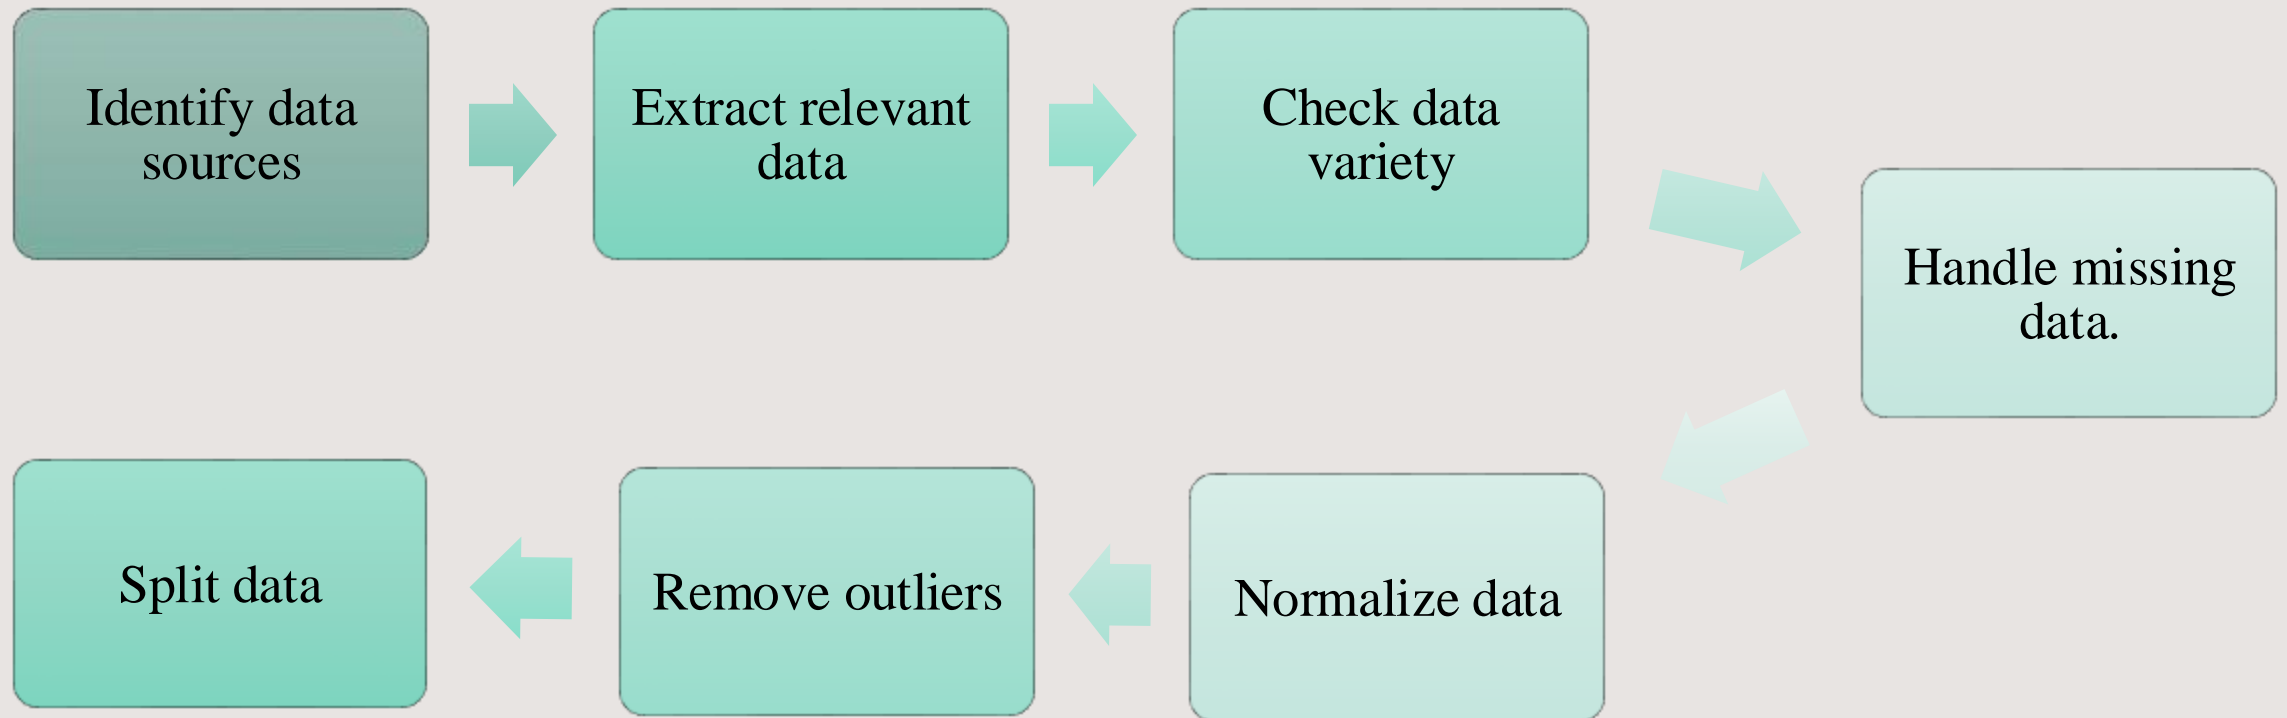 Identify data
sources
Extract relevant
data
Check data
variety
Handle missing
data.
Normalize data
Remove outliers
Split data